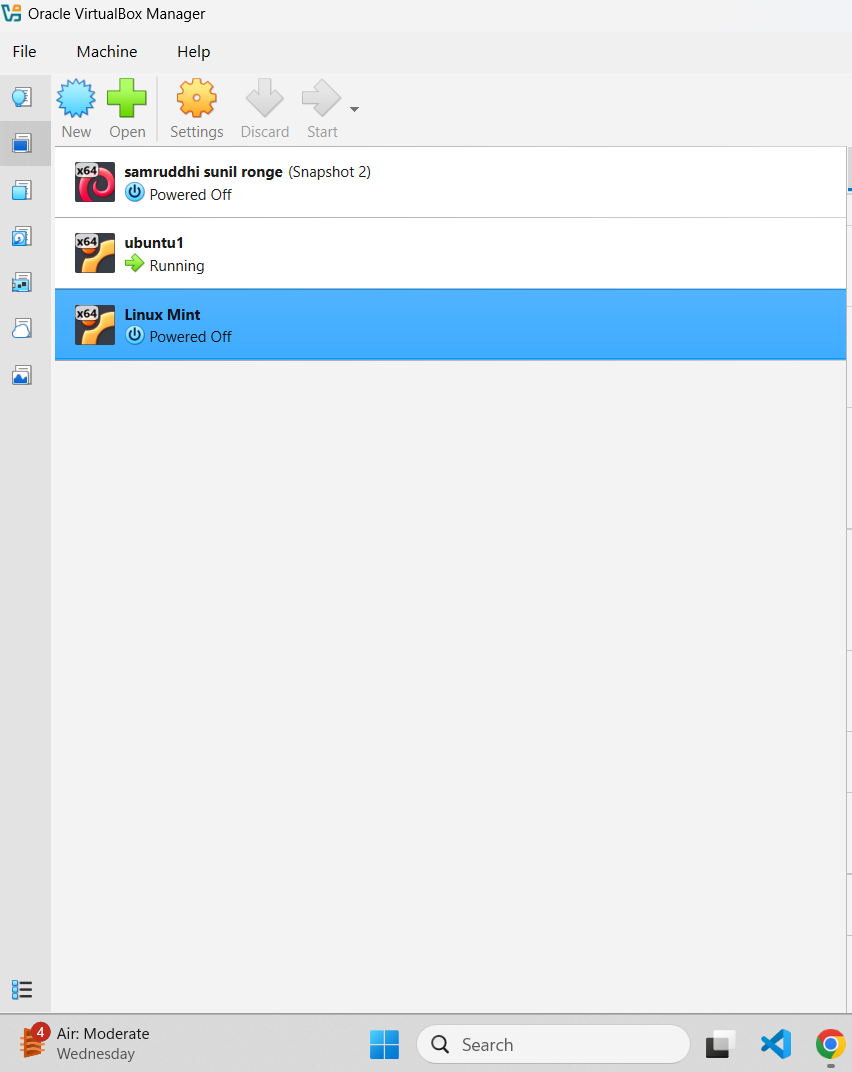 Oracle VirtualBox Manager
File Machine Help
New Open Settings Discard Start
x64 samruddhi sunil ronge (Snapshot 2)
Powered Off
x64 ubuntu1
Running
x64 Linux Mint
Powered Off
4 Air: Moderate
Wednesday
Search